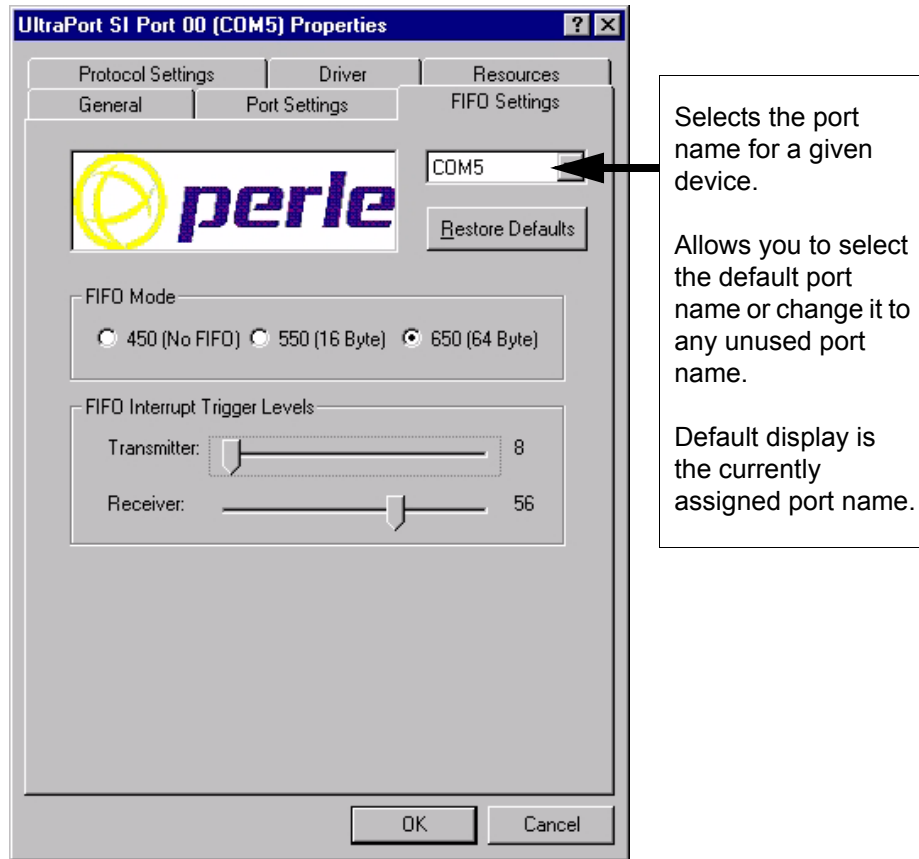 UltraPort SI Port 00 (COM5) Properties
Protocol Settings
Driver
Resources
General
Port Settings
FIFO Settings
perle
COM5
Restore Defaults
FIFO Mode
450 (No FIFO)
550 (16 Byte)
650 (64 Byte)
FIFO Interrupt Trigger Levels
Transmitter:
8
Receiver:
56
OK
Cancel
Selects the port
name for a given
device.
Allows you to select
the default port
name or change it to
any unused port
name.
Default display is
the currently
assigned port name.